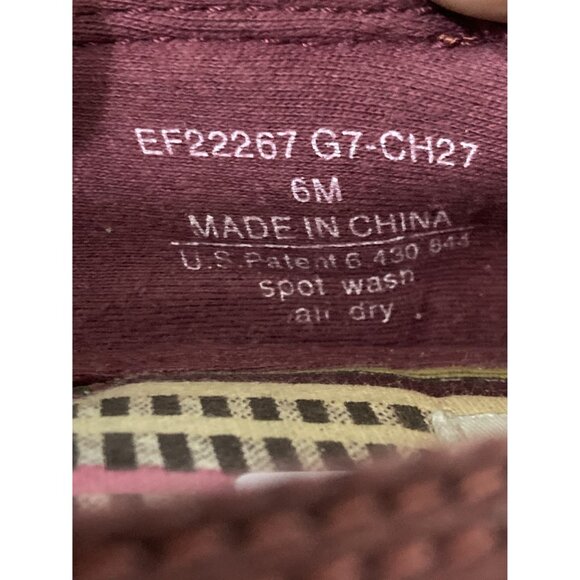 EF22267 G7-CH27
6M
MADE IN CHINA
U.S.Patent 6 430 844
Spot wash
air dry